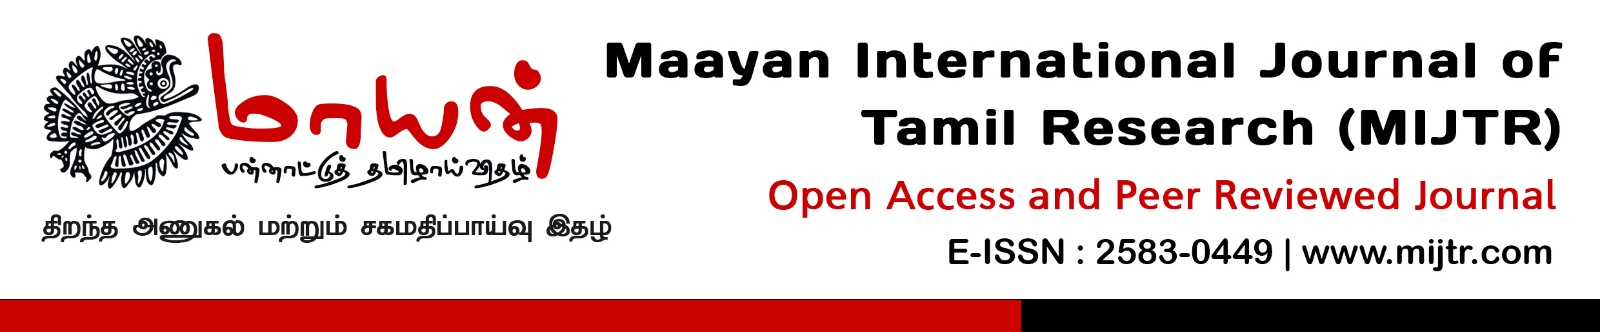 மாயன்
பன்னாட்டுத் தமிழாய்விதழ்
திறந்த அணுகல் மற்றும் சகமதிப்பாய்வு இதழ்
Maayan International Journal of
Tamil Research (MIJTR)
Open Access and Peer Reviewed Journal
E-ISSN : 2583-0449 | www.mijtr.com